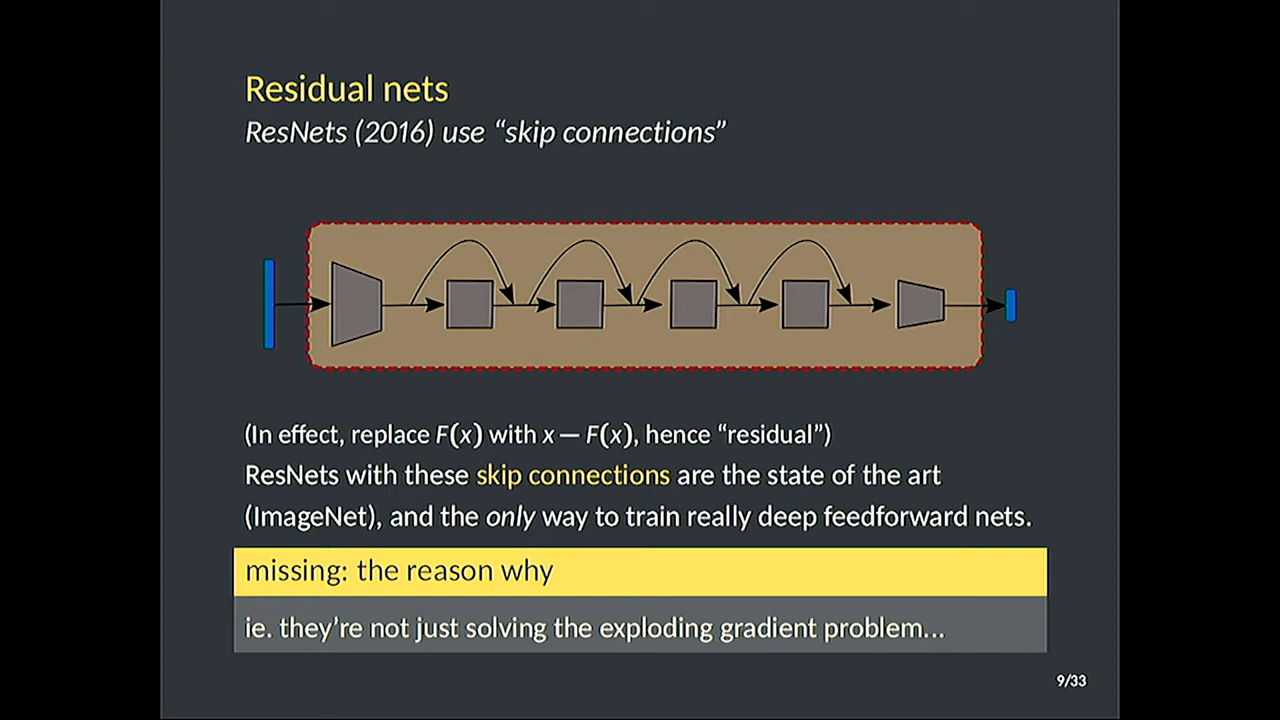 Residual nets
ResNets (2016) use “skip connections”
(In effect, replace F(x) with x — F(x), hence “residual”)
ResNets with these skip connections are the state of the art
(ImageNet), and the only way to train really deep feedforward nets.
missing: the reason why
ie. they’re not just solving the exploding gradient problem...
9/33